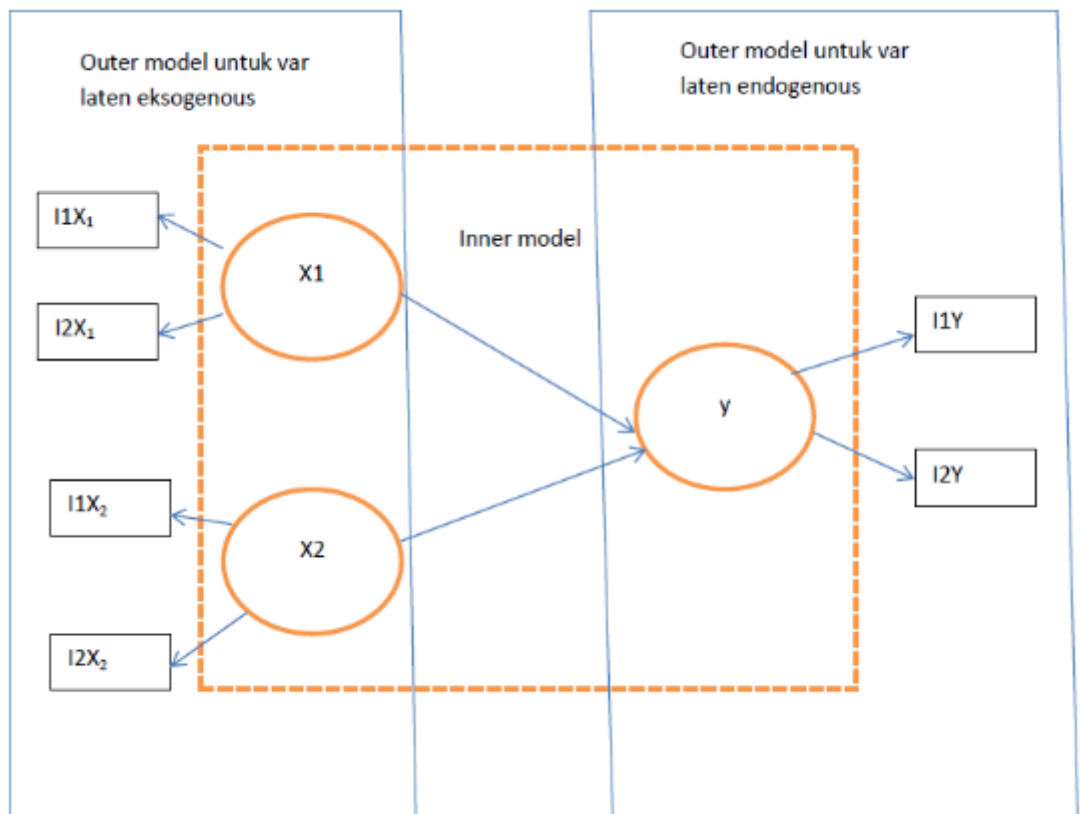 Outer model untuk var
laten eksogenous
Outer model untuk var
laten endogenous
I1X₁
X1
Inner model
I2X₁
I1Y
y
I2Y
I1X₂
X2
I2X₂